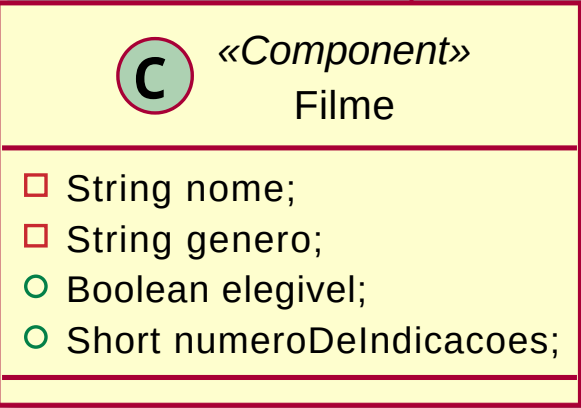 C
«Component»
Filme
String nome;
String genero;
Boolean elegivel;
Short numeroDeIndicacoes;